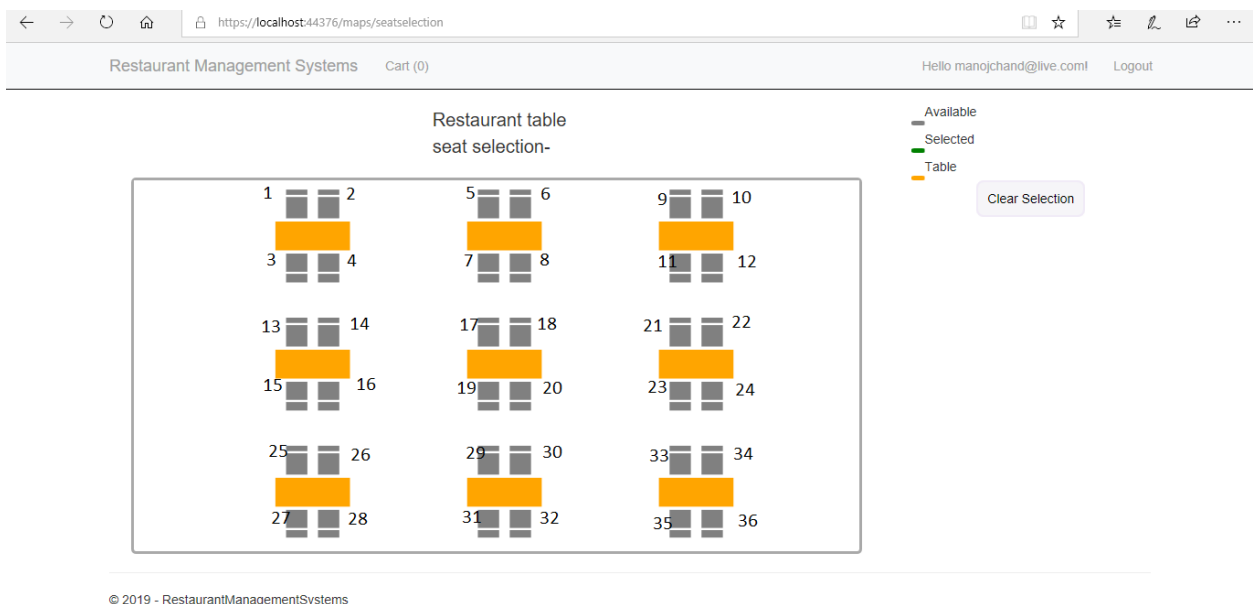 https://localhost:44376/maps/seatselection
Restaurant Management Systems Cart (0) Hello manojchand@live.com! Logout
Restaurant table
seat selection-
Available
Selected
Table
Clear Selection
1 2 5 6 9 10
3 4 7 8 11 12
13 14 17 18 21 22
15 16 19 20 23 24
25 26 29 30 33 34
27 28 31 32 35 36
© 2019 - RestaurantManagementSystems